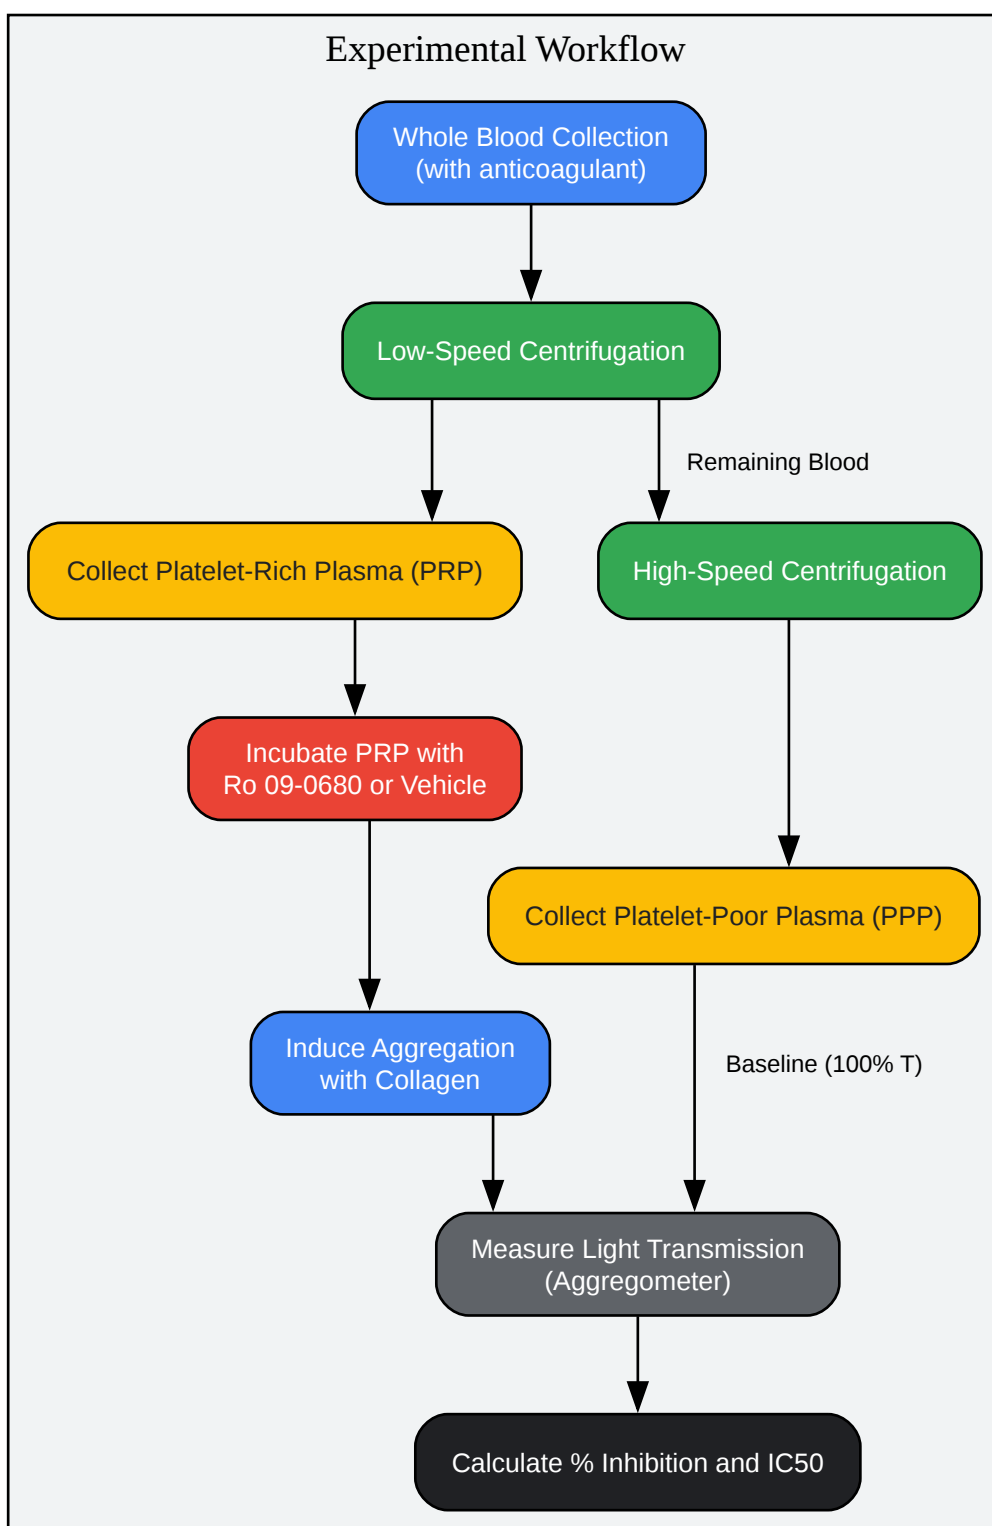 Experimental Workflow
Whole Blood Collection
(with anticoagulant)
Low-Speed Centrifugation
Remaining Blood
Collect Platelet-Rich Plasma (PRP)
High-Speed Centrifugation
Incubate PRP with
Ro 09-0680 or Vehicle
Collect Platelet-Poor Plasma (PPP)
Induce Aggregation
with Collagen
Baseline (100% T)
Measure Light Transmission
(Aggregometer)
Calculate % Inhibition and IC50